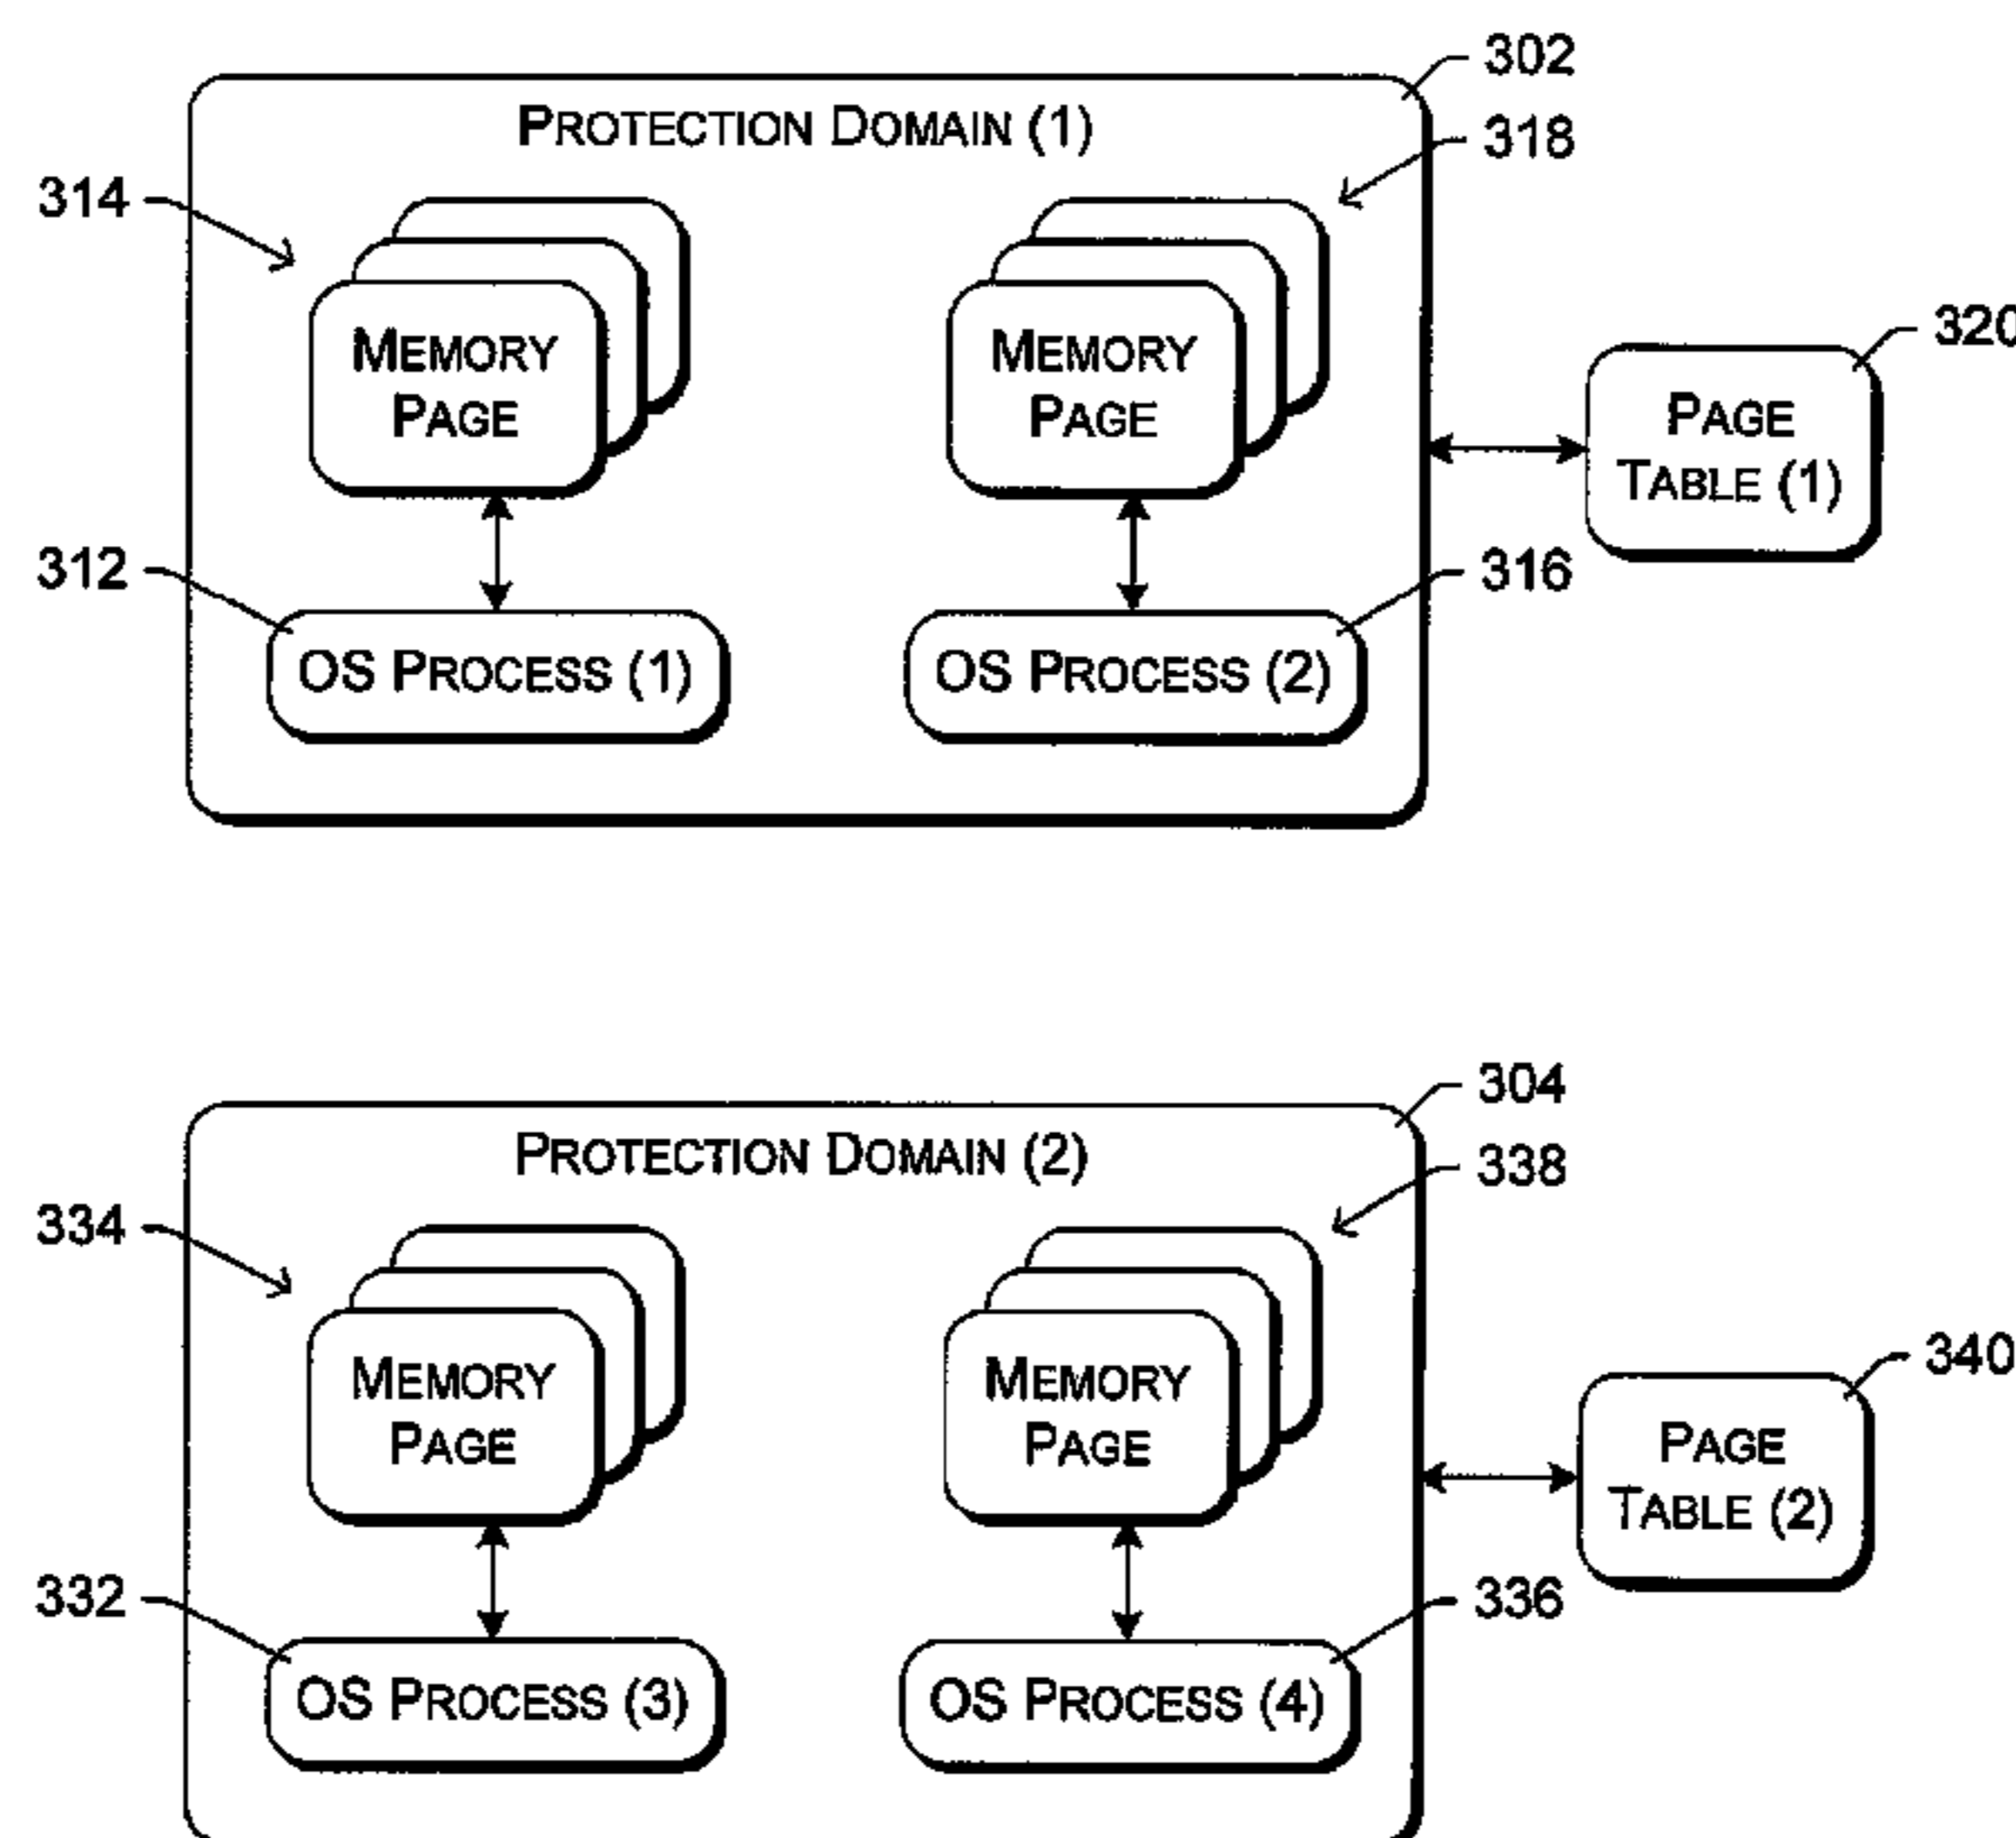 302
PROTECTION DOMAIN (1)
318
314
MEMORY
PAGE
MEMORY
PAGE
320
PAGE
TABLE (1)
312
316
OS PROCESS (1)
OS PROCESS (2)
304
PROTECTION DOMAIN (2)
338
334
MEMORY
PAGE
MEMORY
PAGE
340
PAGE
TABLE (2)
332
336
OS PROCESS (3)
OS PROCESS (4)